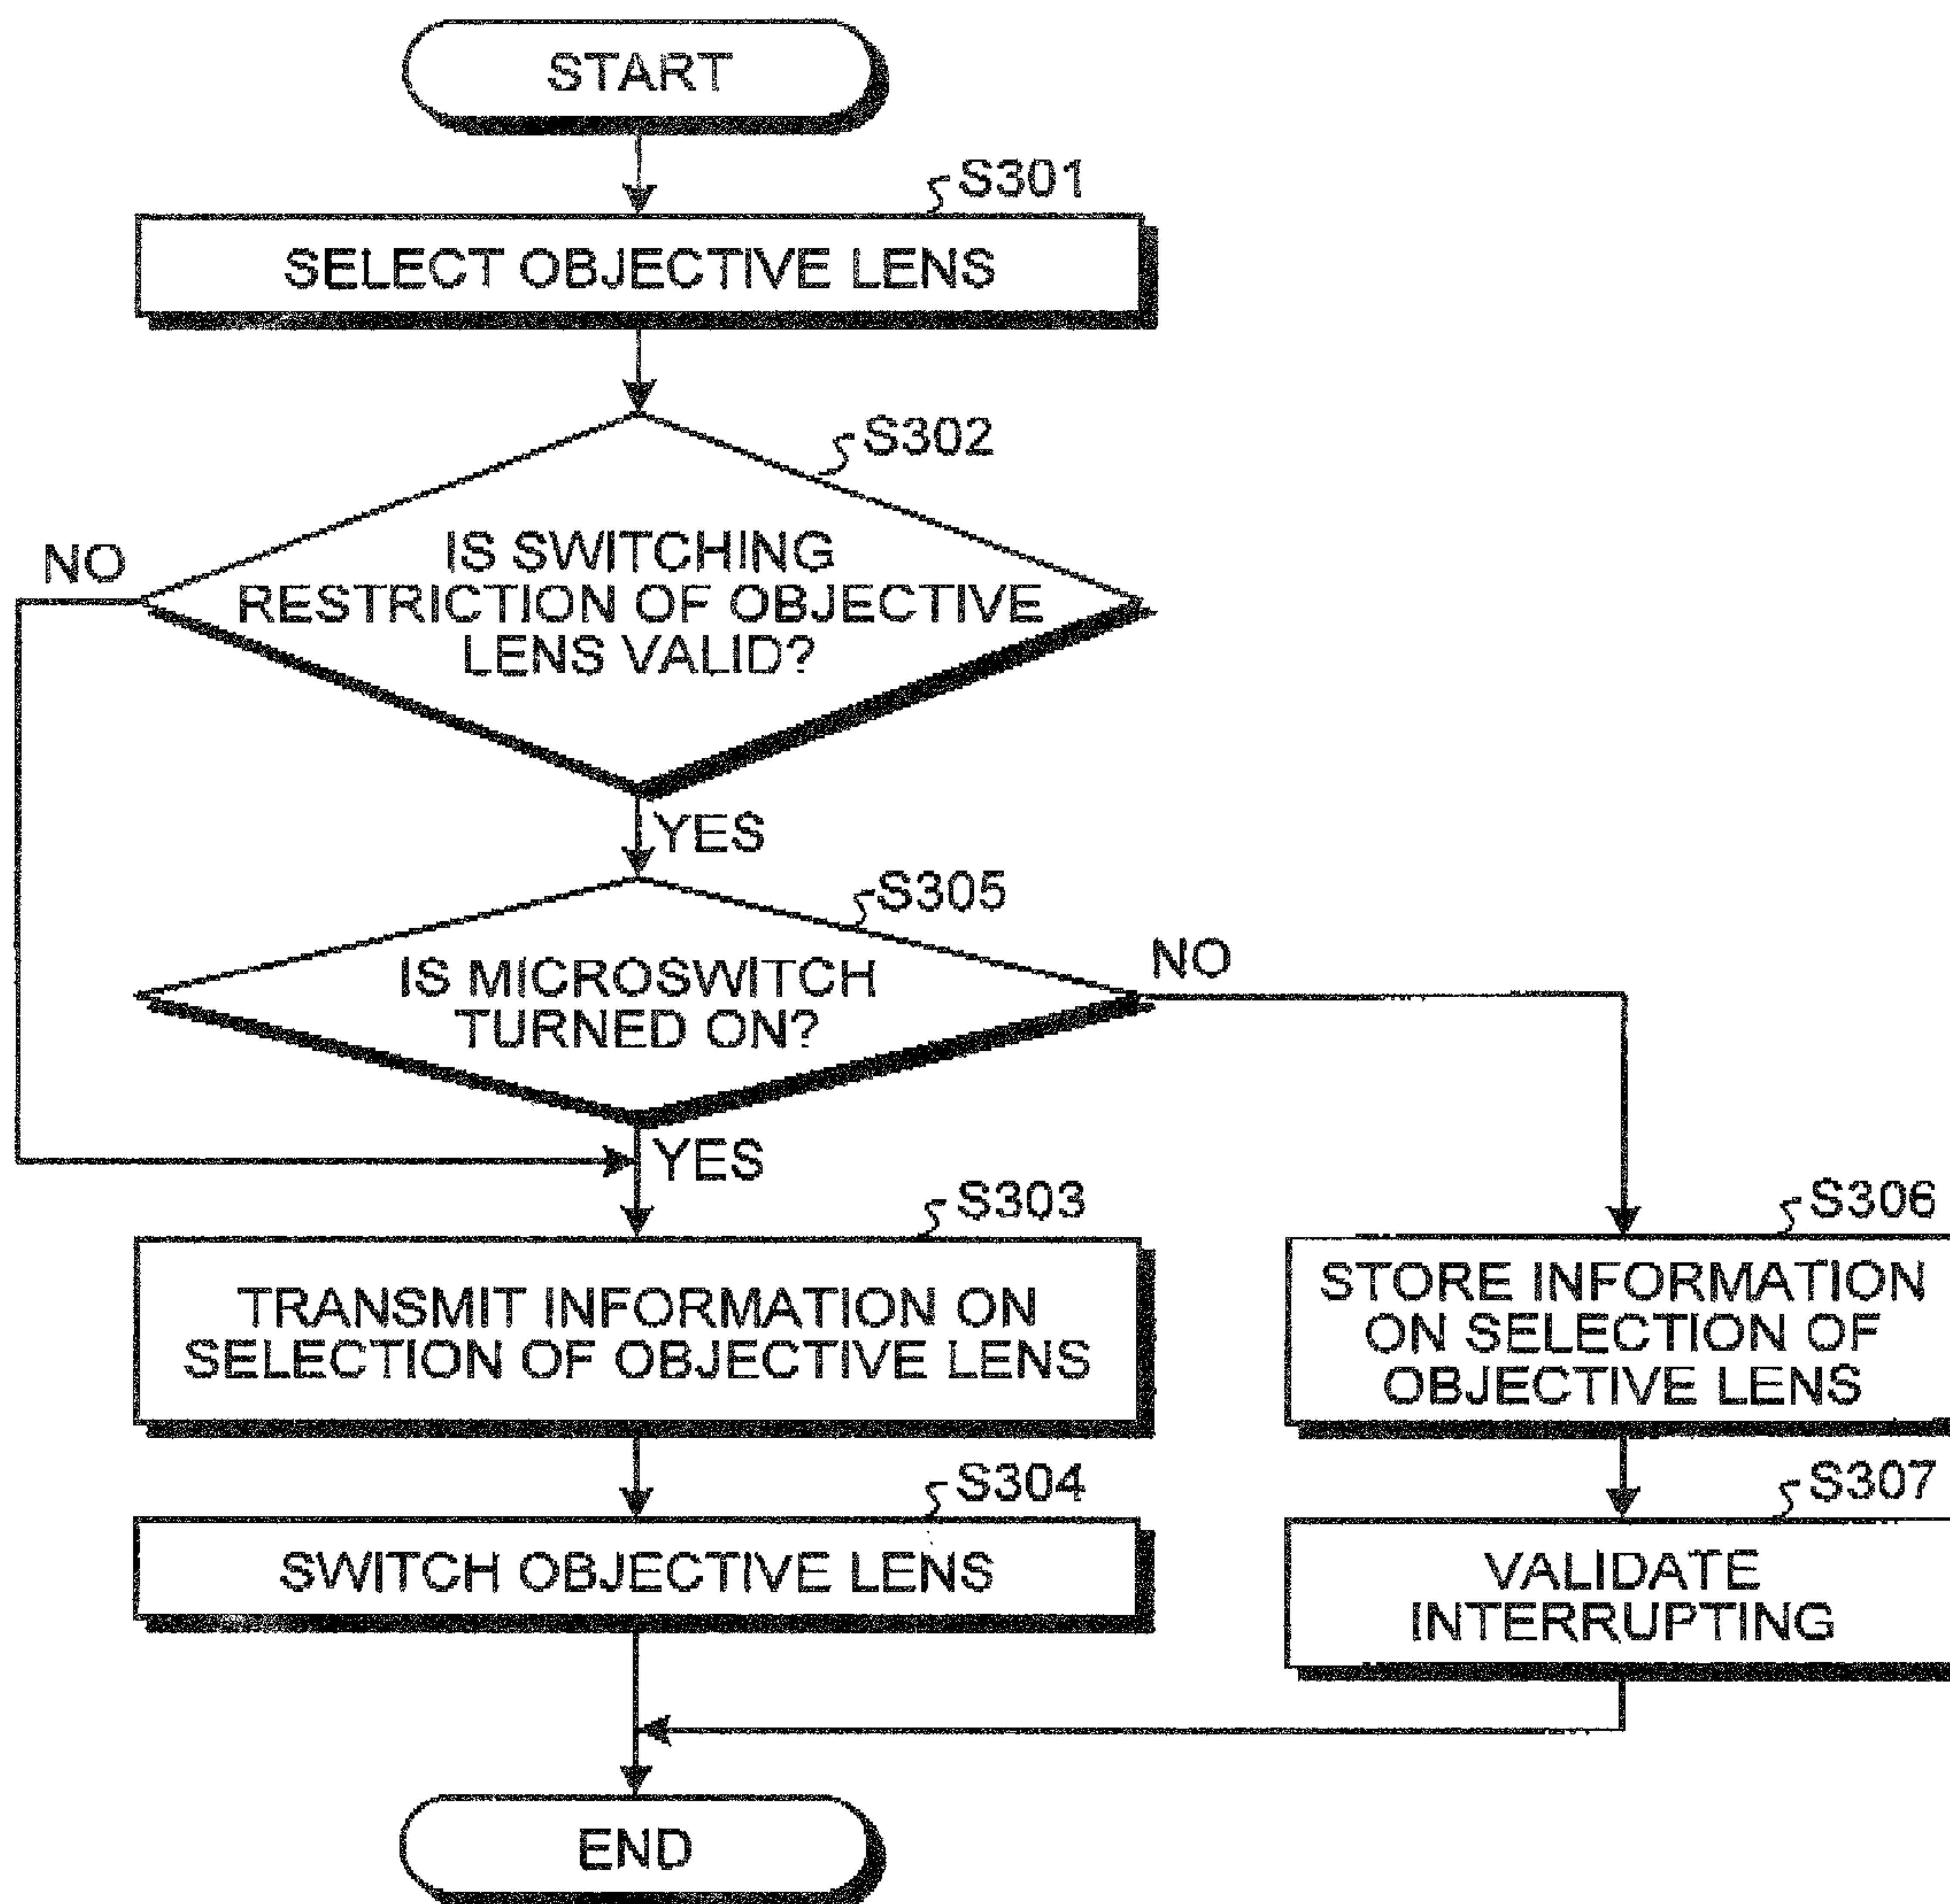 START
S301
SELECT OBJECTIVE LENS
S302
NO
IS SWITCHING
RESTRICTION OF OBJECTIVE
LENS VALID?
YES
S305
IS MICROSWITCH
TURNED ON?
NO
YES
S303
TRANSMIT INFORMATION ON
SELECTION OF OBJECTIVE LENS
S306
STORE INFORMATION
ON SELECTION OF
OBJECTIVE LENS
S304
SWITCH OBJECTIVE LENS
S307
VALIDATE
INTERRUPTING
END